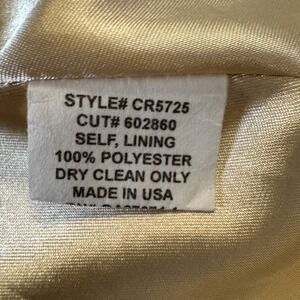 STYLE# CR5725
CUT# 602860
SELF, LINING
100% POLYESTER
DRY CLEAN ONLY
MADE IN USA